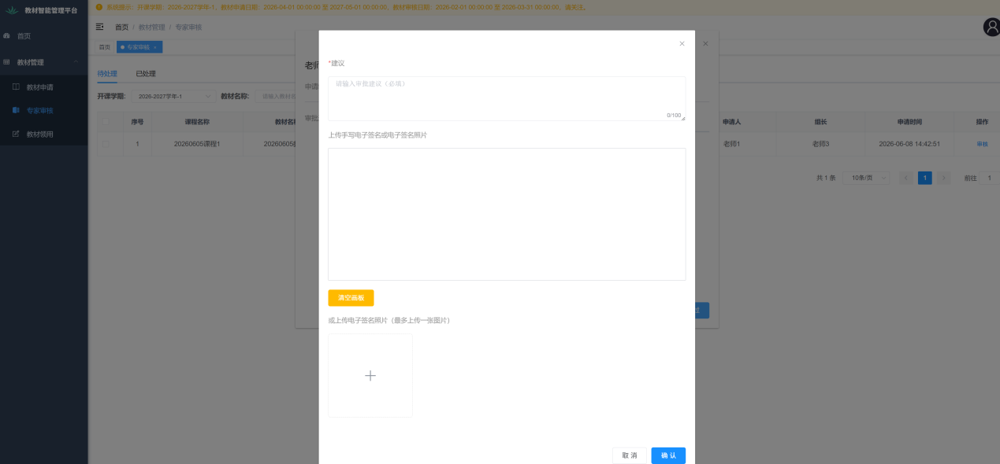 教材智能管理平台
系统提示：开课学期：2026-2027学年-1，教材申请日期：2026-04-01 00:00:00 至 2027-05-01 00:00:00，教材审核日期：2026-02-01 00:00:00 至 2026-03-31 00:00:00，请关注。
首页
教材管理
教材申请
专家审核
教材领用
首页 / 教材管理 / 专家审核
首页
专家审核 ×
待处理 已处理
开课学期: 2026-2027学年-1 教材名称: 请输入教材
序号 课程名称 教材名 申请人 组长 申请时间 操作
1 20260605课程1 20260605 老师1 老师3 2026-06-08 14:42:51 审核
共 1 条 10条/页 < 1 > 前往 1
老师
申请
审批
*建议
请输入审批建议（必填）
0/100
上传手写电子签名或电子签名照片
清空画板
或上传电子签名照片（最多上传一张图片）
取 消 确 认